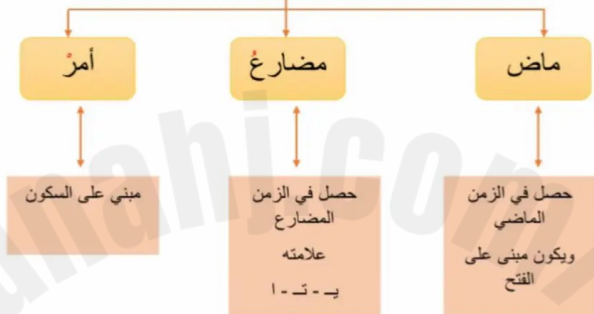 ماض
مضارعُ
أمرْ
حصل في الزمن
الماضي
ويكون مبنى على
الفتح
حصل في الزمن
المضارع
علامته
يـ - تـ - ا
مبني على السكون